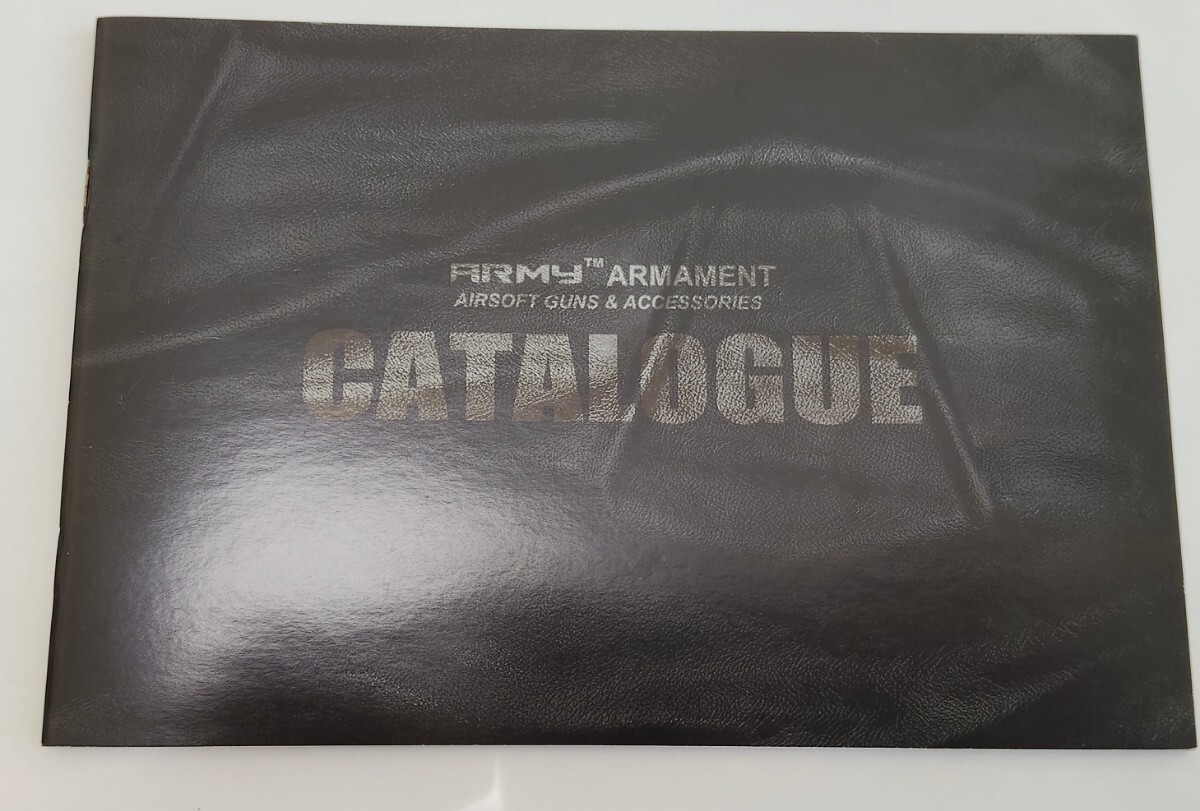 ARMY™ ARMAMENT
AIRSOFT GUNS & ACCESSORIES
CATALOGUE